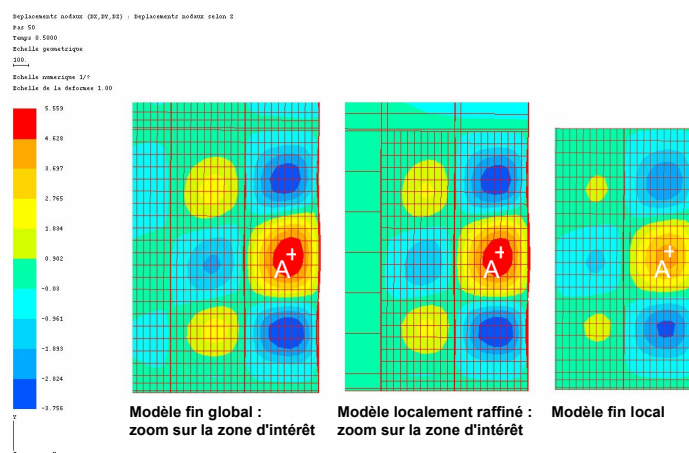 Deplacements nodaux (DX,DY,DZ) : Deplacements selon Z
Pas 50
Temps 0.5000
Echelle geometrique
100.
Echelle numerique 1/?
Echelle de la deformee 1.00
5.559
4.628
3.697
2.765
1.834
0.902
-0.03
-0.961
-1.893
-2.824
-3.756
Y
A
A
A
Modèle fin global :
zoom sur la zone d'intérêt
Modèle localement raffiné :
zoom sur la zone d'intérêt
Modèle fin local